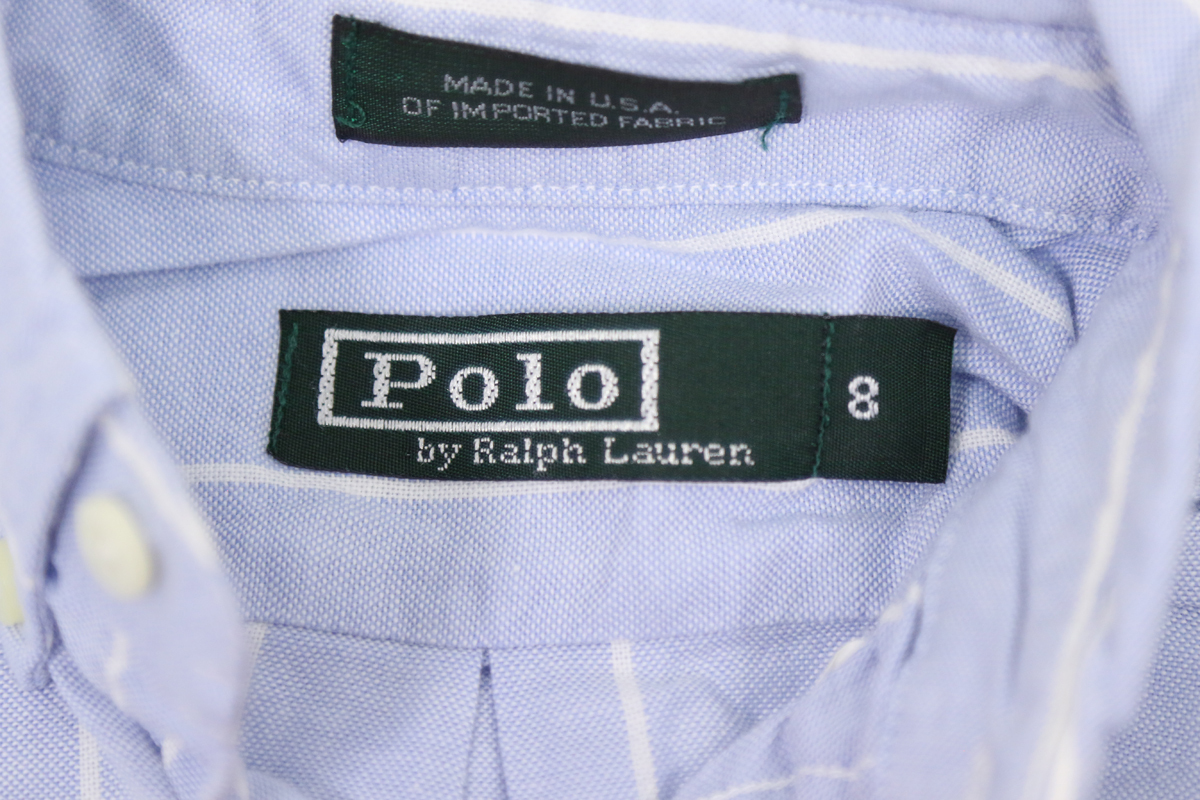 MADE IN U.S.A.
OF IMPORTED FABRIC
Polo
8
by Ralph Lauren